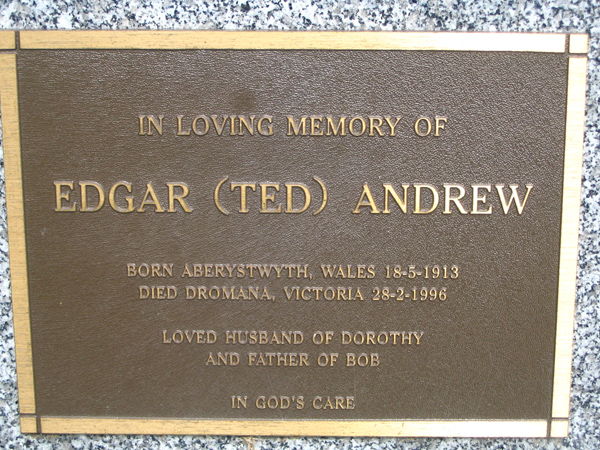 IN LOVING MEMORY OF
EDGAR (TED) ANDREW
BORN ABERYSTWYTH, WALES 18-5-1913
DIED DROMANA, VICTORIA 28-2-1996
LOVED HUSBAND OF DOROTHY
AND FATHER OF BOB
IN GOD'S CARE